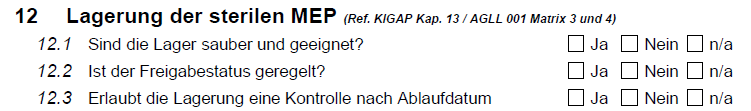 12 Lagerung der sterilen MEP (Ref. KIGAP Kap. 13 / AGLL 001 Matrix 3 und 4)
12.1 Sind die Lager sauber und geeignet? ☐ Ja ☐ Nein ☐ n/a
12.2 Ist der Freigabestatus geregelt? ☐ Ja ☐ Nein ☐ n/a
12.3 Erlaubt die Lagerung eine Kontrolle nach Ablaufdatum ☐ Ja ☐ Nein ☐ n/a